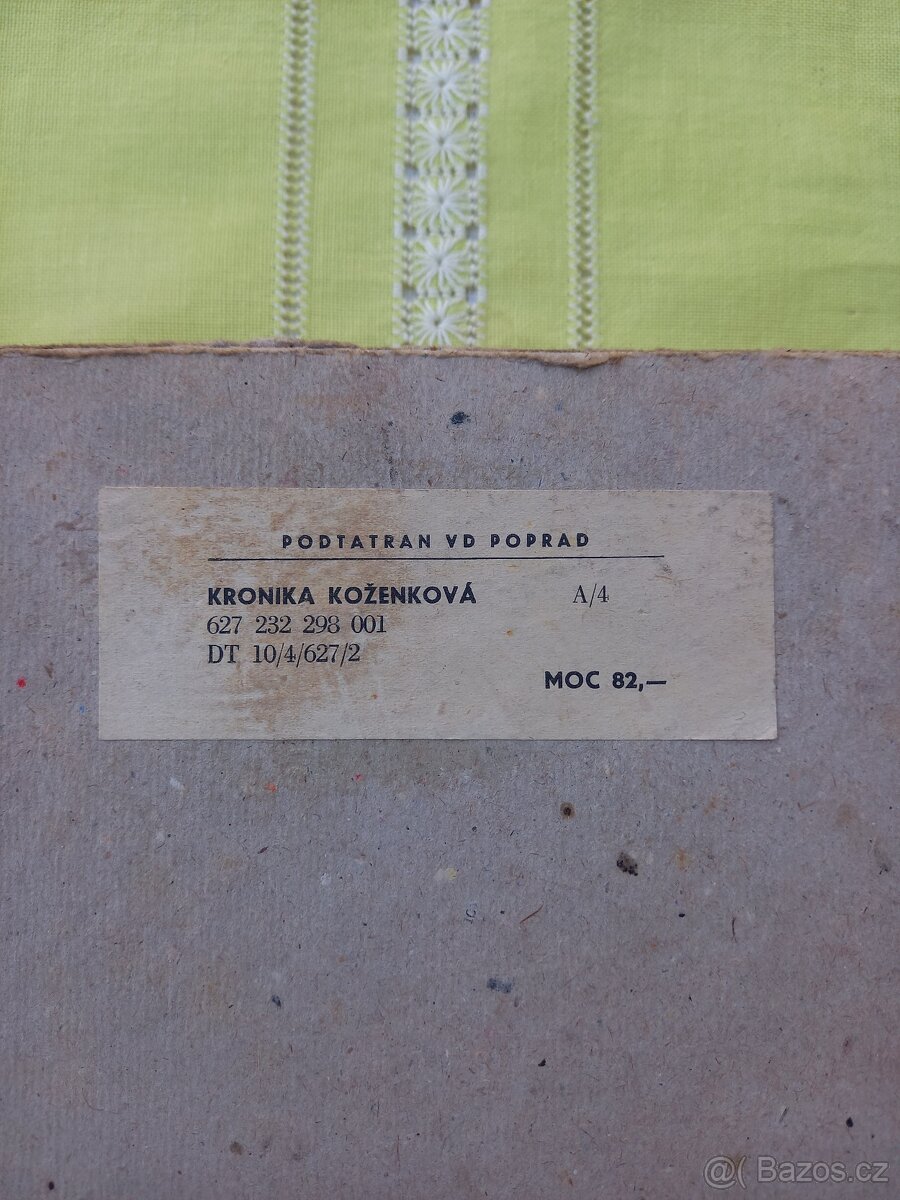 PODTATRAN VD POPRAD
KRONIKA KOŽENKOVÁ A/4
627 232 298 001
DT 10/4/627/2
MOC 82,—
@( Bazos.cz